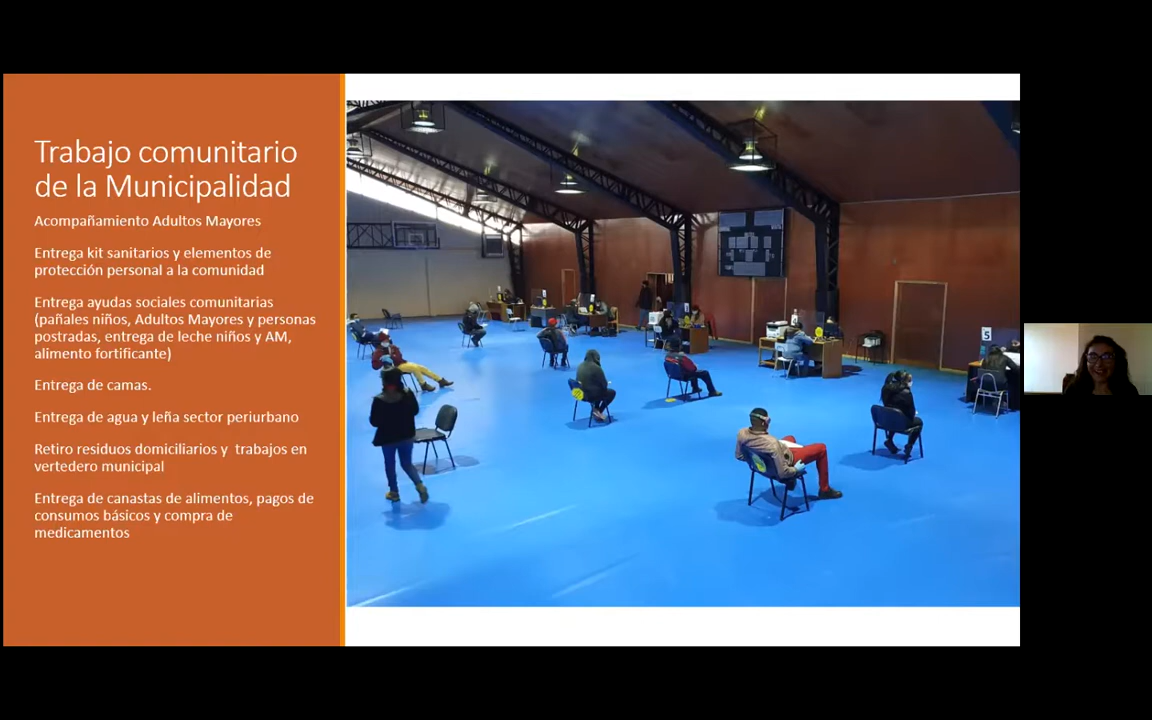 Trabajo comunitario
de la Municipalidad
Acompañamiento Adultos Mayores
Entrega kit sanitarios y elementos de
protección personal a la comunidad
Entrega ayudas sociales comunitarias
(pañales niños, Adultos Mayores y personas
postradas, entrega de leche niños y AM,
alimento fortificante)
Entrega de camas.
Entrega de agua y leña sector periurbano
Retiro residuos domiciliarios y  trabajos en
vertedero municipal
Entrega de canastas de alimentos, pagos de
consumos básicos y compra de
medicamentos
5